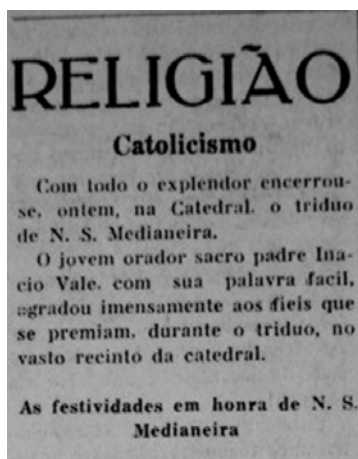 RELIGIÃO
Catolicismo
Com todo o explendor encerrou-
se, ontem, na Catedral, o triduo
de N. S. Medianeira.
O jovem orador sacro padre Ina-
cio Vale, com sua palavra facil,
agradou imensamente aos fieis que
se premiam, durante o triduo, no
vasto recinto da catedral.
As festividades em honra de N. S.
Medianeira